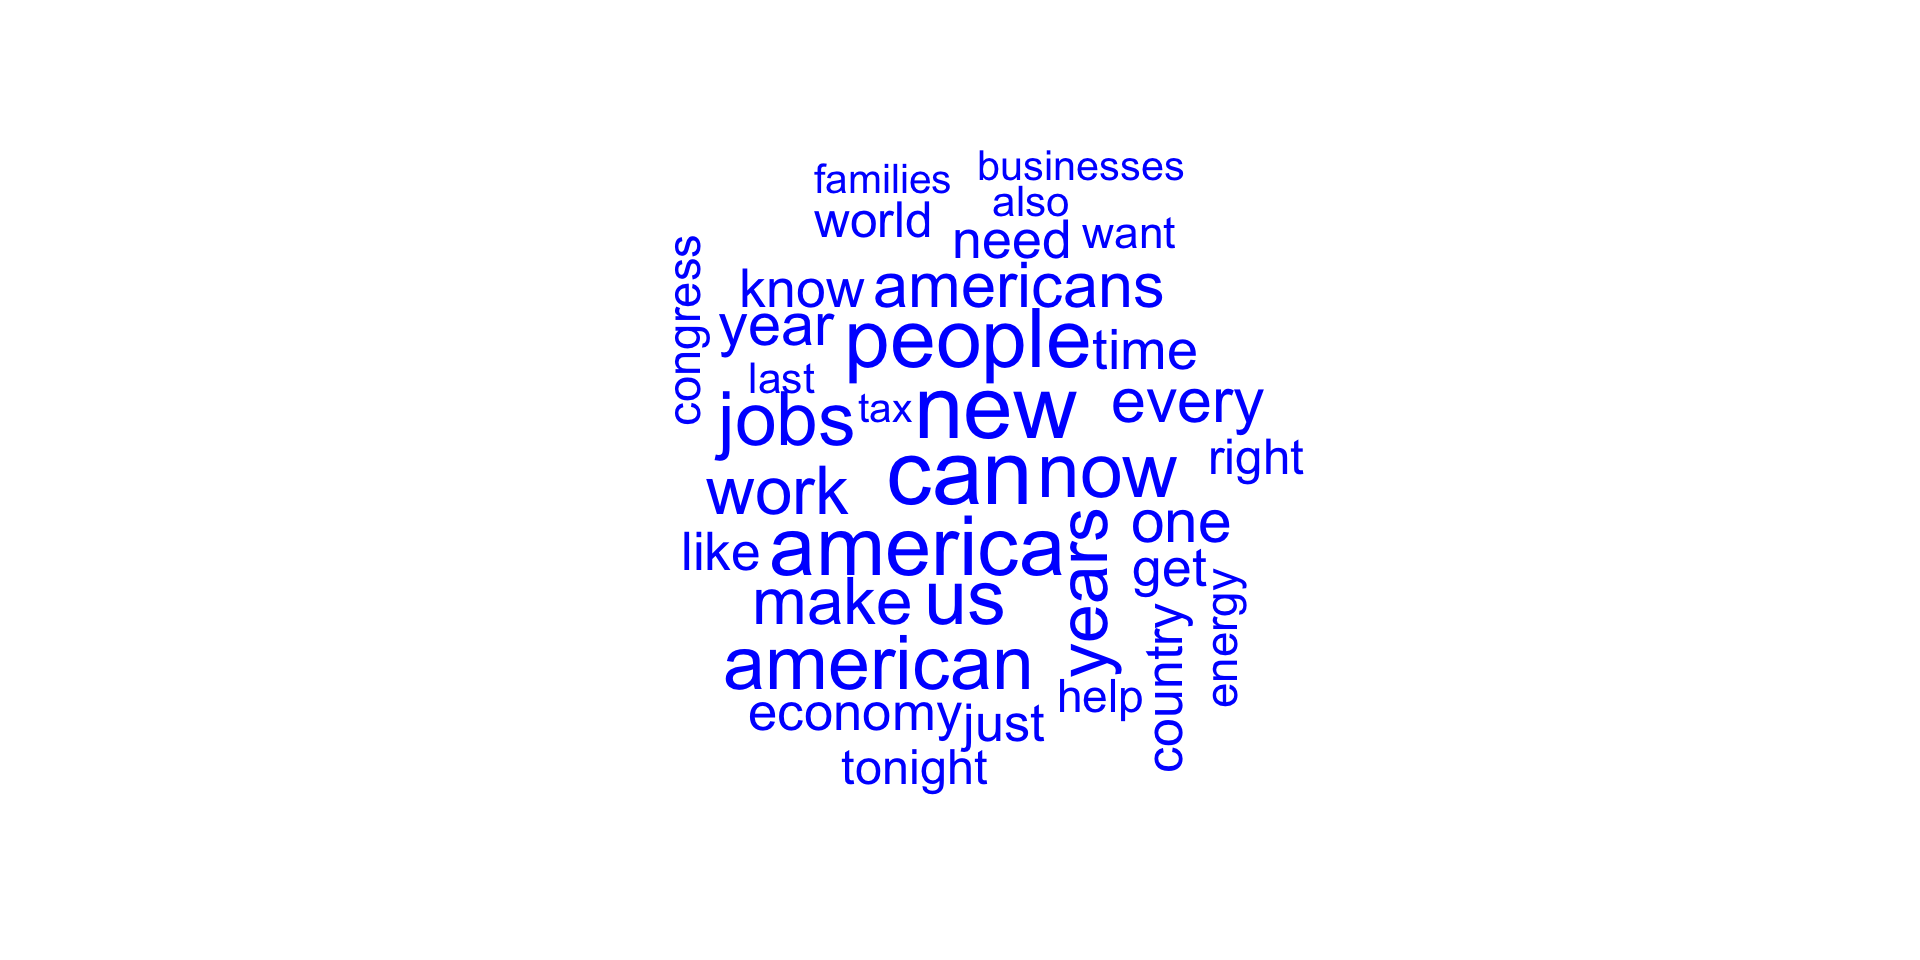 families businesses
also
world
need want
congress
know americans
year people time
last
jobs tax new every
can now right
work
america years one
like get
make us energy
country
american
help
economy just
tonight